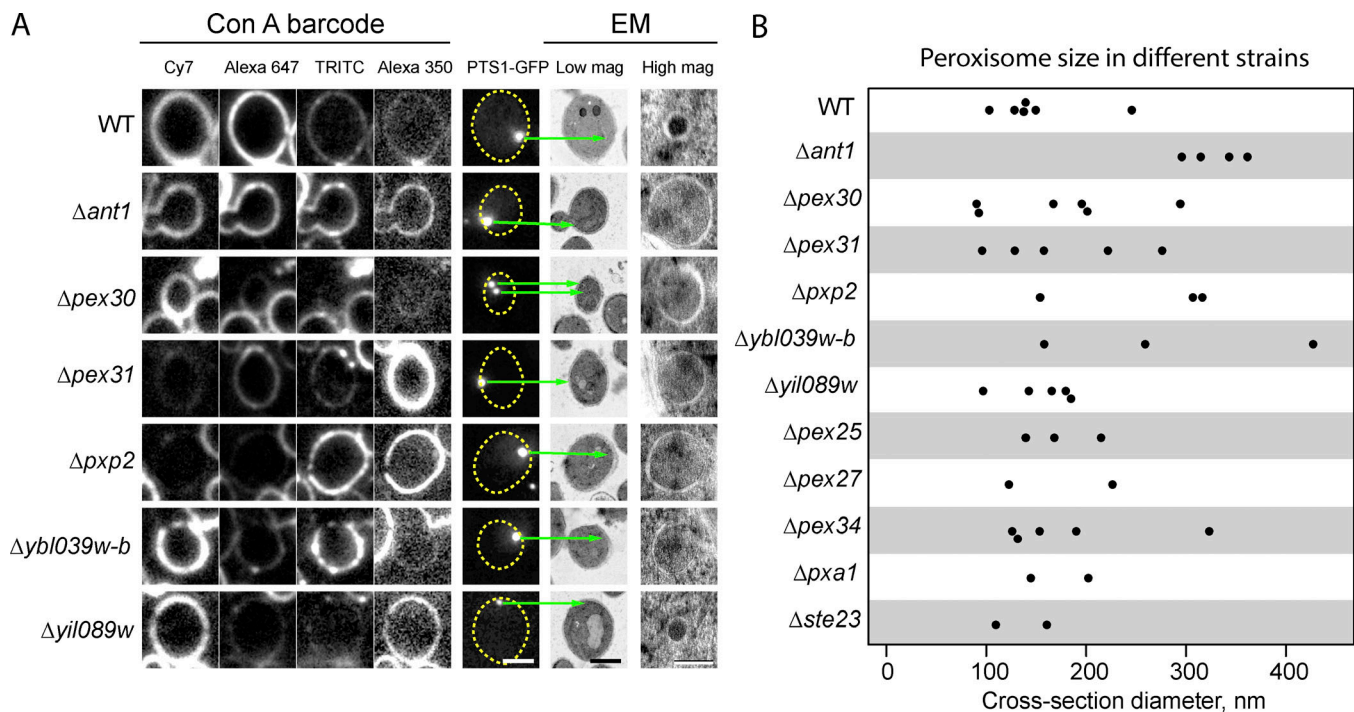 A
Con A barcode
EM
Cy7
Alexa 647
TRITC
Alexa 350
PTS1-GFP
Low mag
High mag
WT
Δant1
Δpex30
Δpex31
Δpxp2
Δybl039w-b
Δyil089w
B
Peroxisome size in different strains
WT
Δant1
Δpex30
Δpex31
Δpxp2
Δybl039w-b
Δyil089w
Δpex25
Δpex27
Δpex34
Δpxa1
Δste23
0 100 200 300 400
Cross-section diameter, nm